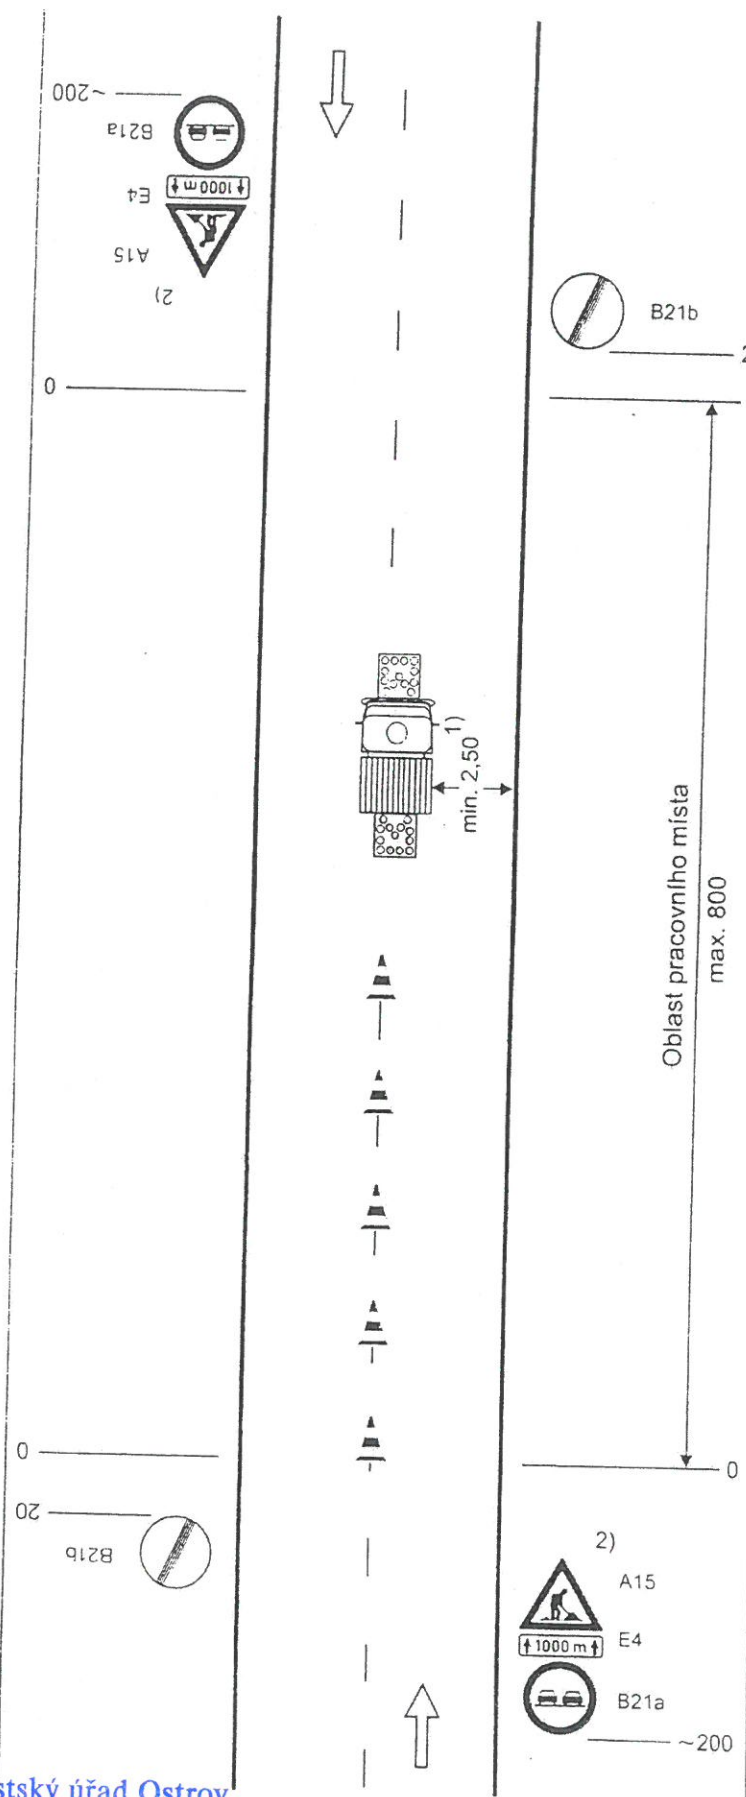 ~200
B21a
1000 m
E4
A15
2)
0
B21b
min. 2,50 1)
Oblast pracovního místa
max. 800
0
0
20
B21b
2)
A15
1000 m
E4
B21a
~200
stský úřad Ostrov